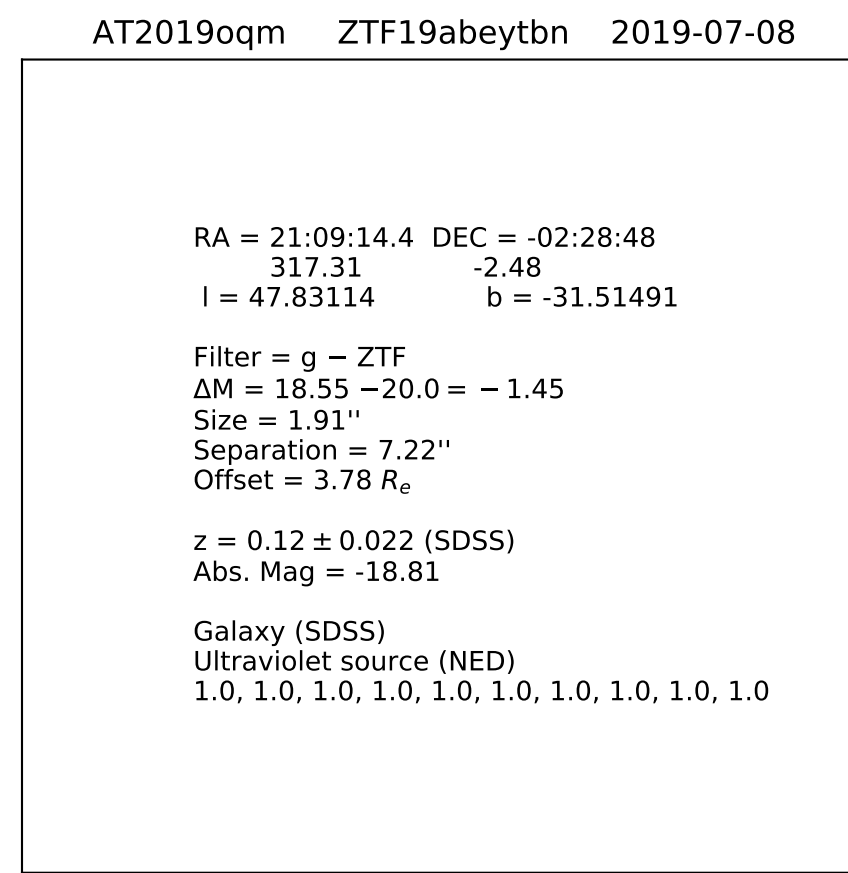 AT2019oqm ZTF19abeytbn 2019-07-08
RA = 21:09:14.4 DEC = -02:28:48
317.31 -2.48
l = 47.83114 b = -31.51491
Filter = g − ZTF
ΔM = 18.55 −20.0 = − 1.45
Size = 1.91''
Separation = 7.22''
Offset = 3.78 Rₑ
z = 0.12 ± 0.022 (SDSS)
Abs. Mag = -18.81
Galaxy (SDSS)
Ultraviolet source (NED)
1.0, 1.0, 1.0, 1.0, 1.0, 1.0, 1.0, 1.0, 1.0, 1.0